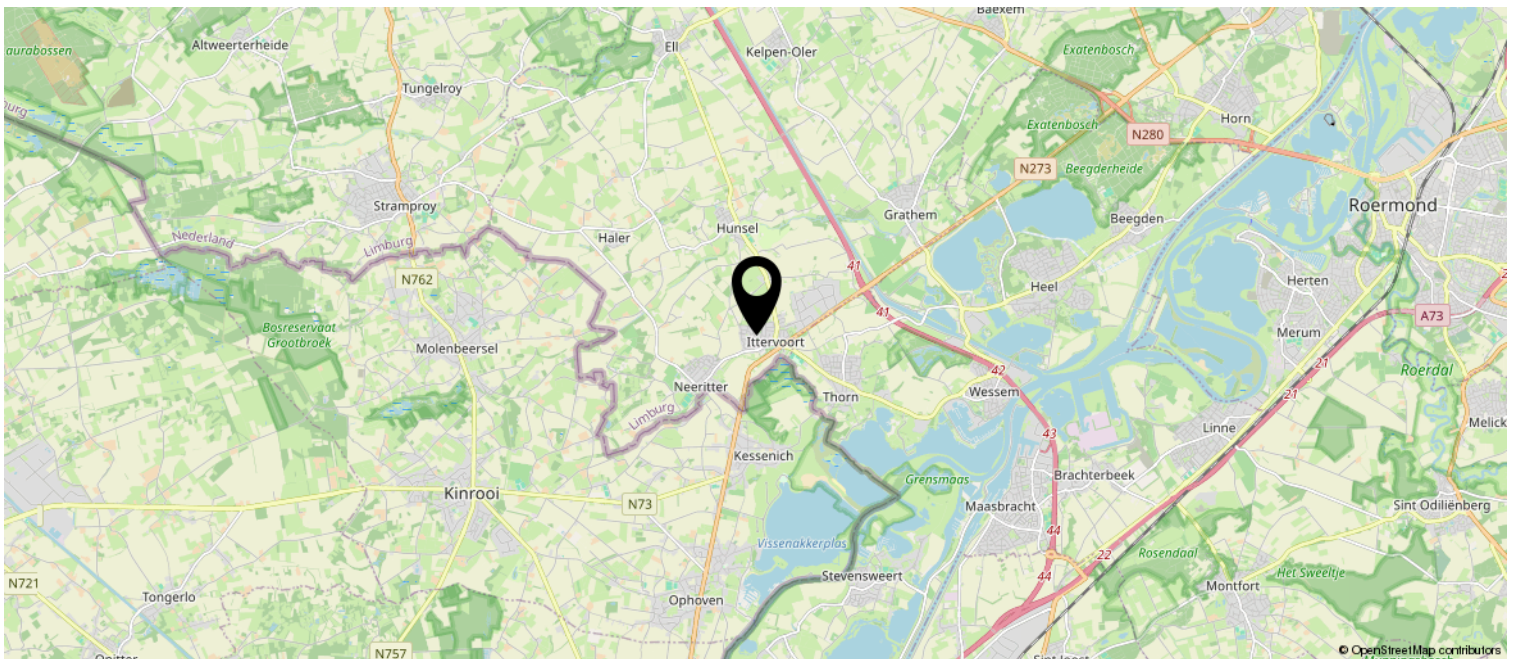 Baexem
Altweerterheide
Ell
Kelpen-Oler
aurabossen
Exatenbosch
Tungelroy
burg
Horn
Exatenbosch
N280
N273
Beegderheide
Stramproy
Roermond
Grathem
Beegden
Hunsel
Haler
Nederland
Limburg
41
N762
Herten
Heel
41
A73
Bosreservaat
Grootbroek
Merum
Ittervoort
Molenbeersel
21
42
Roerdal
Neeritter
Wessem
Thorn
21
Limburg
Melick
Linne
43
Kessenich
Brachterbeek
Grensmaas
Kinrooi
N73
Maasbracht
Sint Odiliënberg
44
Vissenakkerplas
22
Rosendaal
Het Sweeltje
Stevensweert
44
N721
Montfort
Tongerlo
Ophoven
N757
© OpenStreetMap contributors